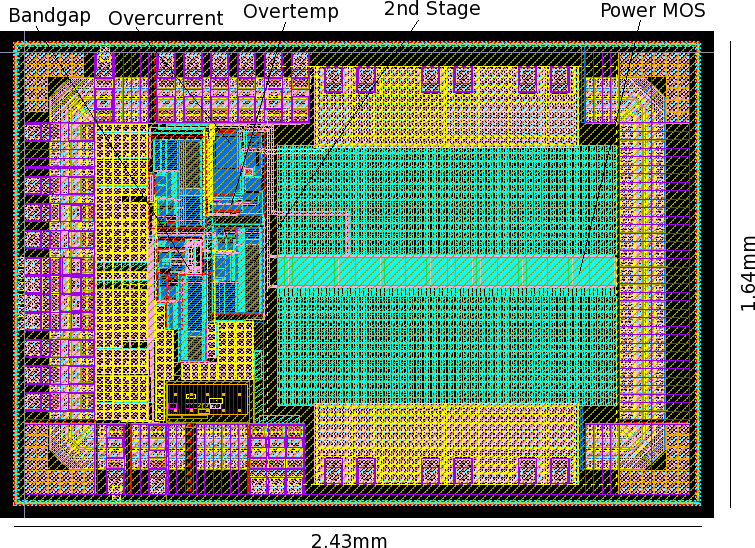 Bandgap
Overcurrent
Overtemp
2nd Stage
Power MOS
1.64mm
2.43mm